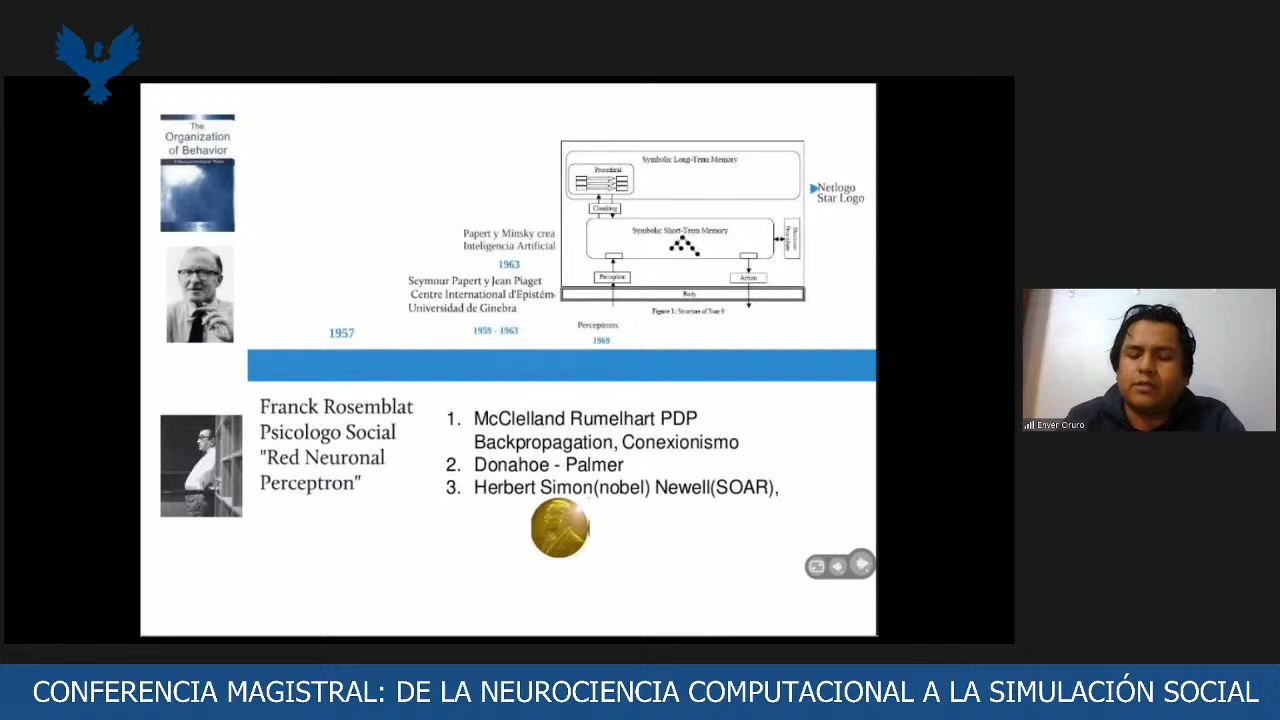 The
Organization
of Behavior
Symbolic Long-Term Memory
Procedural
Chunking
Symbolic Short-Term Memory
Decision
Procedure
Perception
Action
Body
Figure 1: Structure of Soar 9
Netlogo
Star Logo
Papert y Minsky crea
Inteligencia Artificial
1963
Seymour Papert y Jean Piaget
Centre International d'Epistém
Universidad de Ginebra
1957
1959 - 1963
Perceptrons
1969
Franck Rosemblat
Psicologo Social
"Red Neuronal
Perceptron"
1. McClelland Rumelhart PDP
Backpropagation, Conexionismo
2. Donahoe - Palmer
3. Herbert Simon(nobel) Newell(SOAR),
Enver Oruro
CONFERENCIA MAGISTRAL: DE LA NEUROCIENCIA COMPUTACIONAL A LA SIMULACIÓN SOCIAL